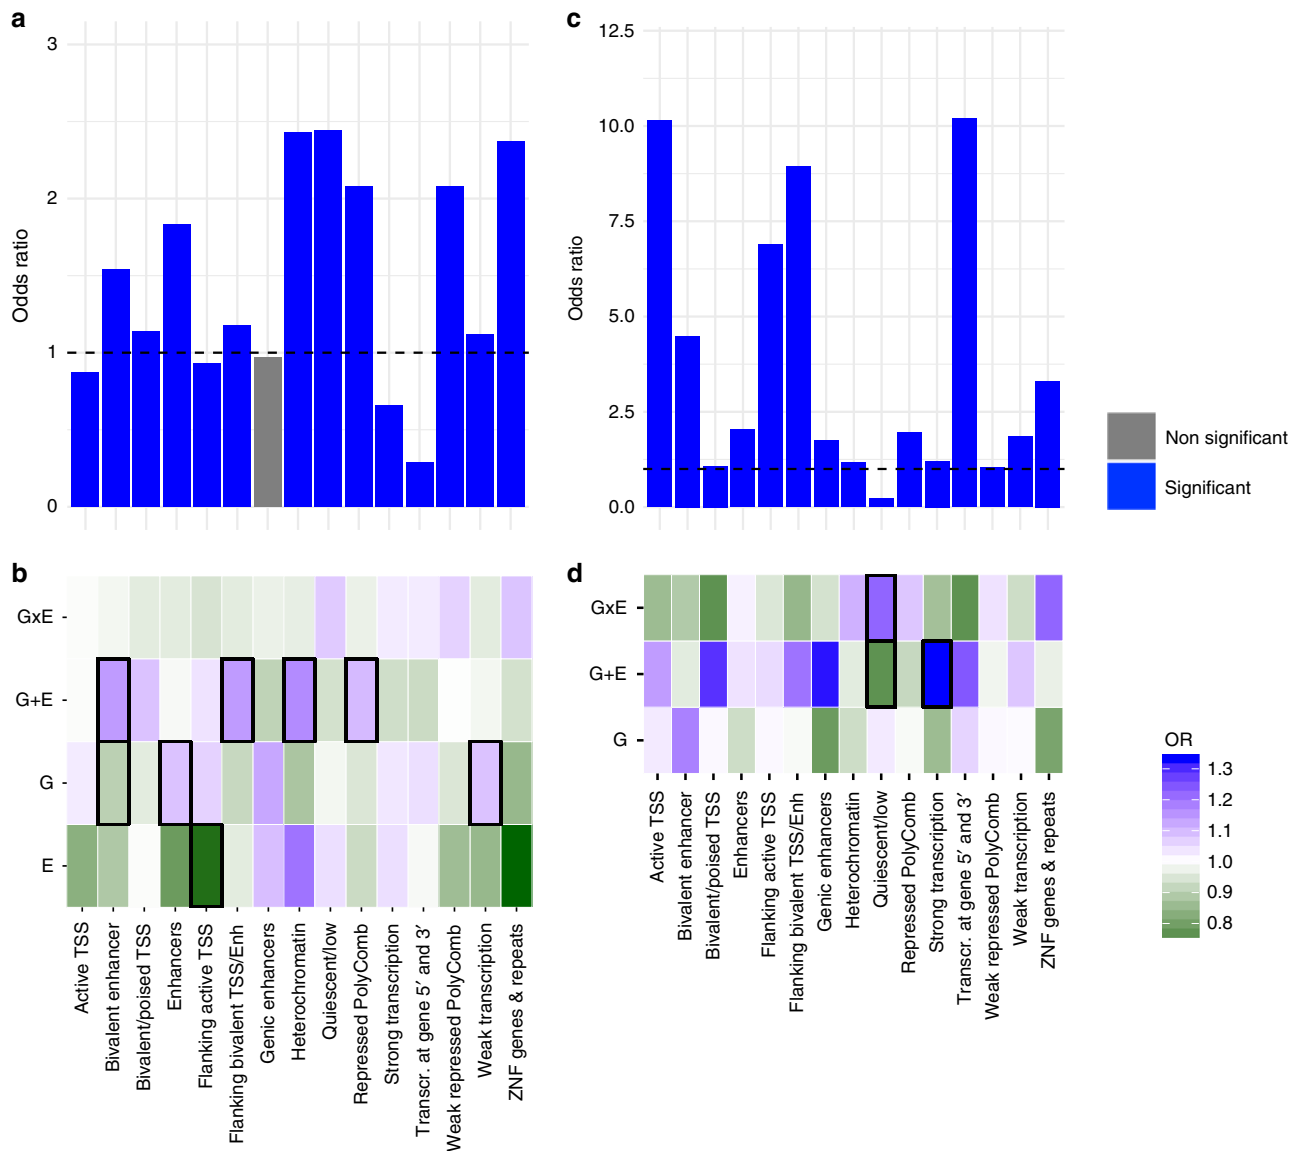 a
3
2
1
0
Odds ratio
c
12.5
10.0
7.5
5.0
2.5
0.0
Odds ratio
Non significant
Significant
b
GxE
G+E
G
E
Active TSS
Bivalent enhancer
Bivalent/poised TSS
Enhancers
Flanking active TSS
Flanking bivalent TSS/Enh
Genic enhancers
Heterochromatin
Quiescent/low
Repressed PolyComb
Strong transcription
Transcr. at gene 5′ and 3′
Weak repressed PolyComb
Weak transcription
ZNF genes & repeats
d
GxE
G+E
G
Active TSS
Bivalent enhancer
Bivalent/poised TSS
Enhancers
Flanking active TSS
Flanking bivalent TSS/Enh
Genic enhancers
Heterochromatin
Quiescent/low
Repressed PolyComb
Strong transcription
Transcr. at gene 5′ and 3′
Weak repressed PolyComb
Weak transcription
ZNF genes & repeats
OR
1.3
1.2
1.1
1.0
0.9
0.8